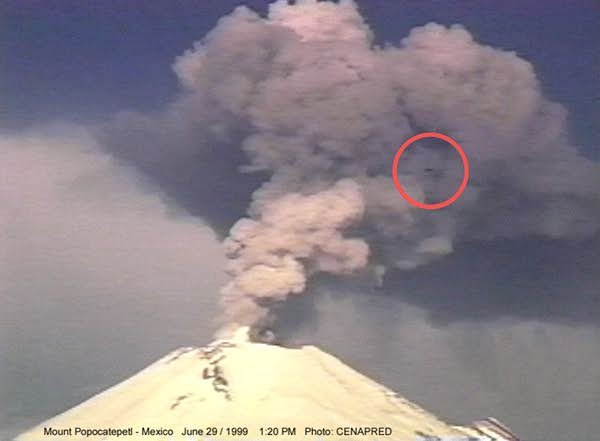 Mount Popocatepetl - Mexico June 29 / 1999 1:20 PM Photo: CENAPRED